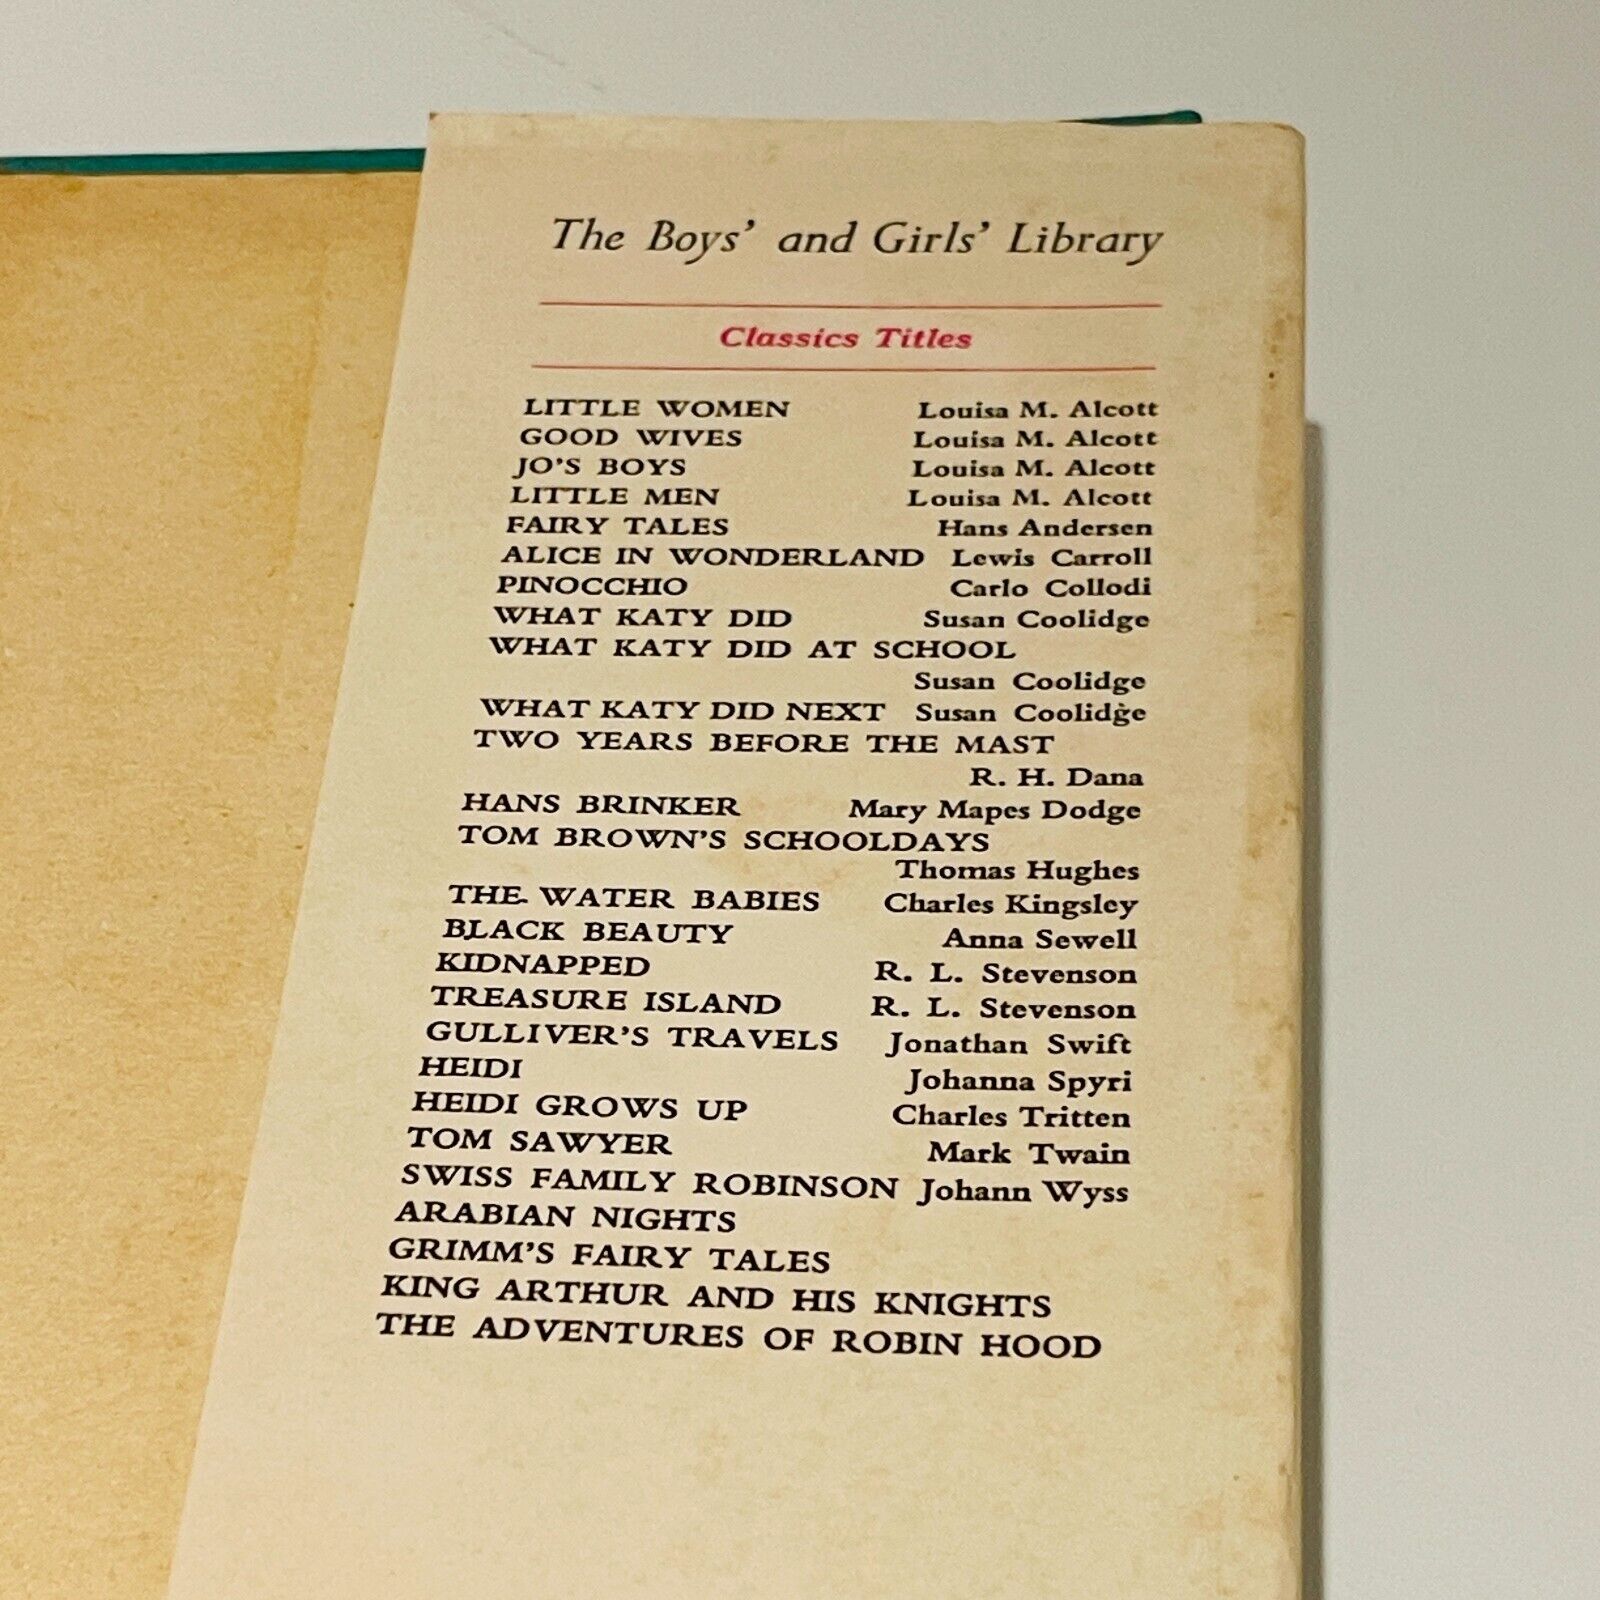 The Boys' and Girls' Library
Classics Titles
LITTLE WOMEN Louisa M. Alcott
GOOD WIVES Louisa M. Alcott
JO'S BOYS Louisa M. Alcott
LITTLE MEN Louisa M. Alcott
FAIRY TALES Hans Andersen
ALICE IN WONDERLAND Lewis Carroll
PINOCCHIO Carlo Collodi
WHAT KATY DID Susan Coolidge
WHAT KATY DID AT SCHOOL
Susan Coolidge
WHAT KATY DID NEXT Susan Coolidge
TWO YEARS BEFORE THE MAST
R. H. Dana
HANS BRINKER Mary Mapes Dodge
TOM BROWN'S SCHOOLDAYS
Thomas Hughes
THE WATER BABIES Charles Kingsley
BLACK BEAUTY Anna Sewell
KIDNAPPED R. L. Stevenson
TREASURE ISLAND R. L. Stevenson
GULLIVER'S TRAVELS Jonathan Swift
HEIDI Johanna Spyri
HEIDI GROWS UP Charles Tritten
TOM SAWYER Mark Twain
SWISS FAMILY ROBINSON Johann Wyss
ARABIAN NIGHTS
GRIMM'S FAIRY TALES
KING ARTHUR AND HIS KNIGHTS
THE ADVENTURES OF ROBIN HOOD